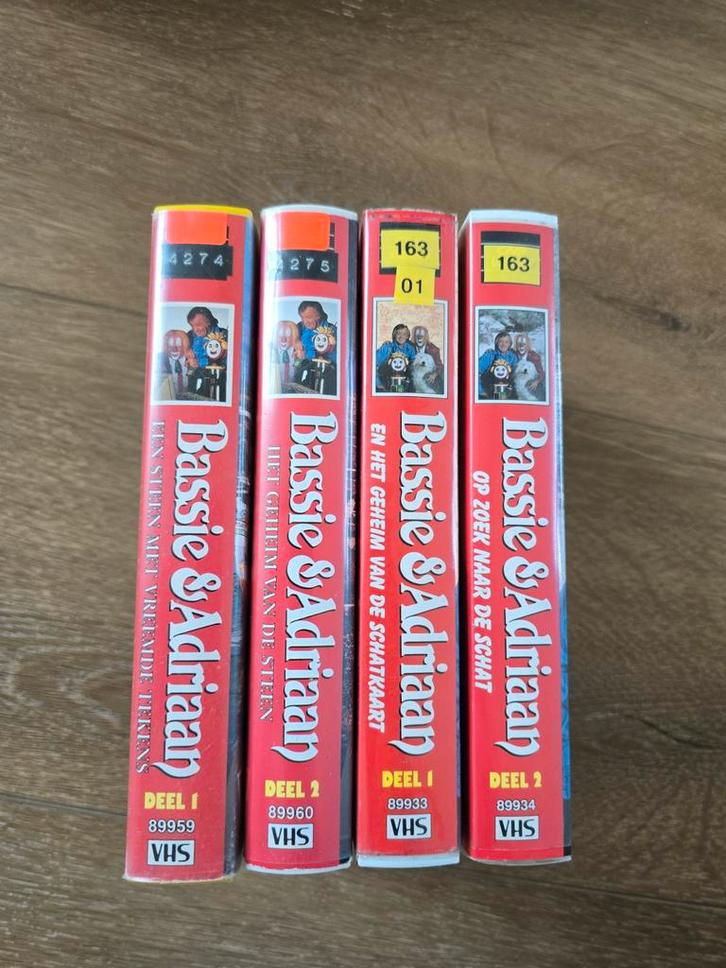 4274
Bassie & Adriaan
EEN STEEN MET VREEMDE TEKENS
DEEL 1
89959
VHS
4275
Bassie & Adriaan
HET GEHEIM VAN DE STEEN
DEEL 2
89960
VHS
163
01
Bassie & Adriaan
EN HET GEHEIM VAN DE SCHATKAART
DEEL 1
89933
VHS
163
Bassie & Adriaan
OP ZOEK NAAR DE SCHAT
DEEL 2
89934
VHS